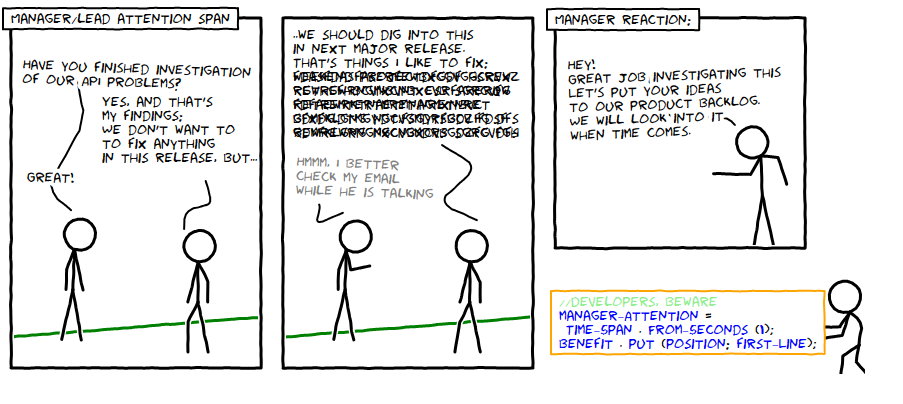 MANAGER/LEAD ATTENTION SPAN
HAVE YOU FINISHED INVESTIGATION
OF OUR API PROBLEMS?
YES, AND THAT'S
MY FINDINGS:
WE DON'T WANT TO
TO FIX ANYTHING
IN THIS RELEASE, BUT...
GREAT!
..WE SHOULD DIG INTO THIS
IN NEXT MAJOR RELEASE.
THAT'S THINGS I LIKE TO FIX:
HMMM, I BETTER
CHECK MY EMAIL
WHILE HE IS TALKING
MANAGER REACTION:
HEY!
GREAT JOB INVESTIGATING THIS
LET'S PUT YOUR IDEAS
TO OUR PRODUCT BACKLOG.
WE WILL LOOK INTO IT
WHEN TIME COMES.
//DEVELOPERS, BEWARE
MANAGER-ATTENTION =
TIME-SPAN . FROM-SECONDS (1);
BENEFIT . PUT (POSITION: FIRST-LINE);